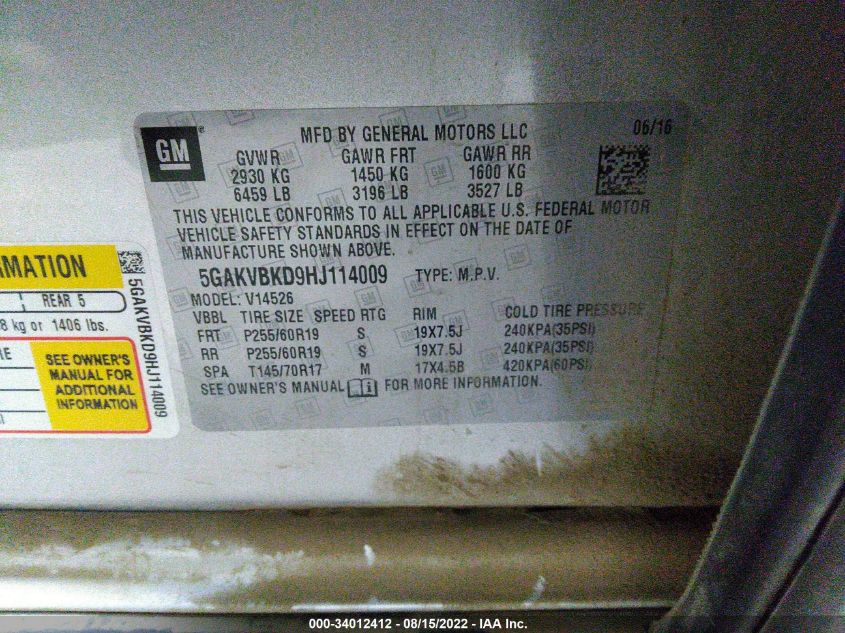 GM
MFD BY GENERAL MOTORS LLC 06/16
GVWR GAWR FRT GAWR RR
2930 KG 1450 KG 1600 KG
6459 LB 3196 LB 3527 LB
THIS VEHICLE CONFORMS TO ALL APPLICABLE U.S. FEDERAL MOTOR
VEHICLE SAFETY STANDARDS IN EFFECT ON THE DATE OF
MANUFACTURE SHOWN ABOVE.
5GAKVBKD9HJ114009 TYPE: M.P.V.
MODEL: V14526
VBBL TIRE SIZE SPEED RTG RIM COLD TIRE PRESSURE
FRT P255/60R19 S 19X7.5J 240KPA(35PSI)
RR P255/60R19 S 19X7.5J 240KPA(35PSI)
SPA T145/70R17 M 17X4.5B 420KPA(60PSI)
SEE OWNER'S MANUAL FOR MORE INFORMATION.
MATION
REAR 5
8 kg or 1406 lbs.
SEE OWNER'S
MANUAL FOR
ADDITIONAL
INFORMATION
5GAKVBKD9HJ114009
000-34012412 - 08/15/2022 - IAA Inc.